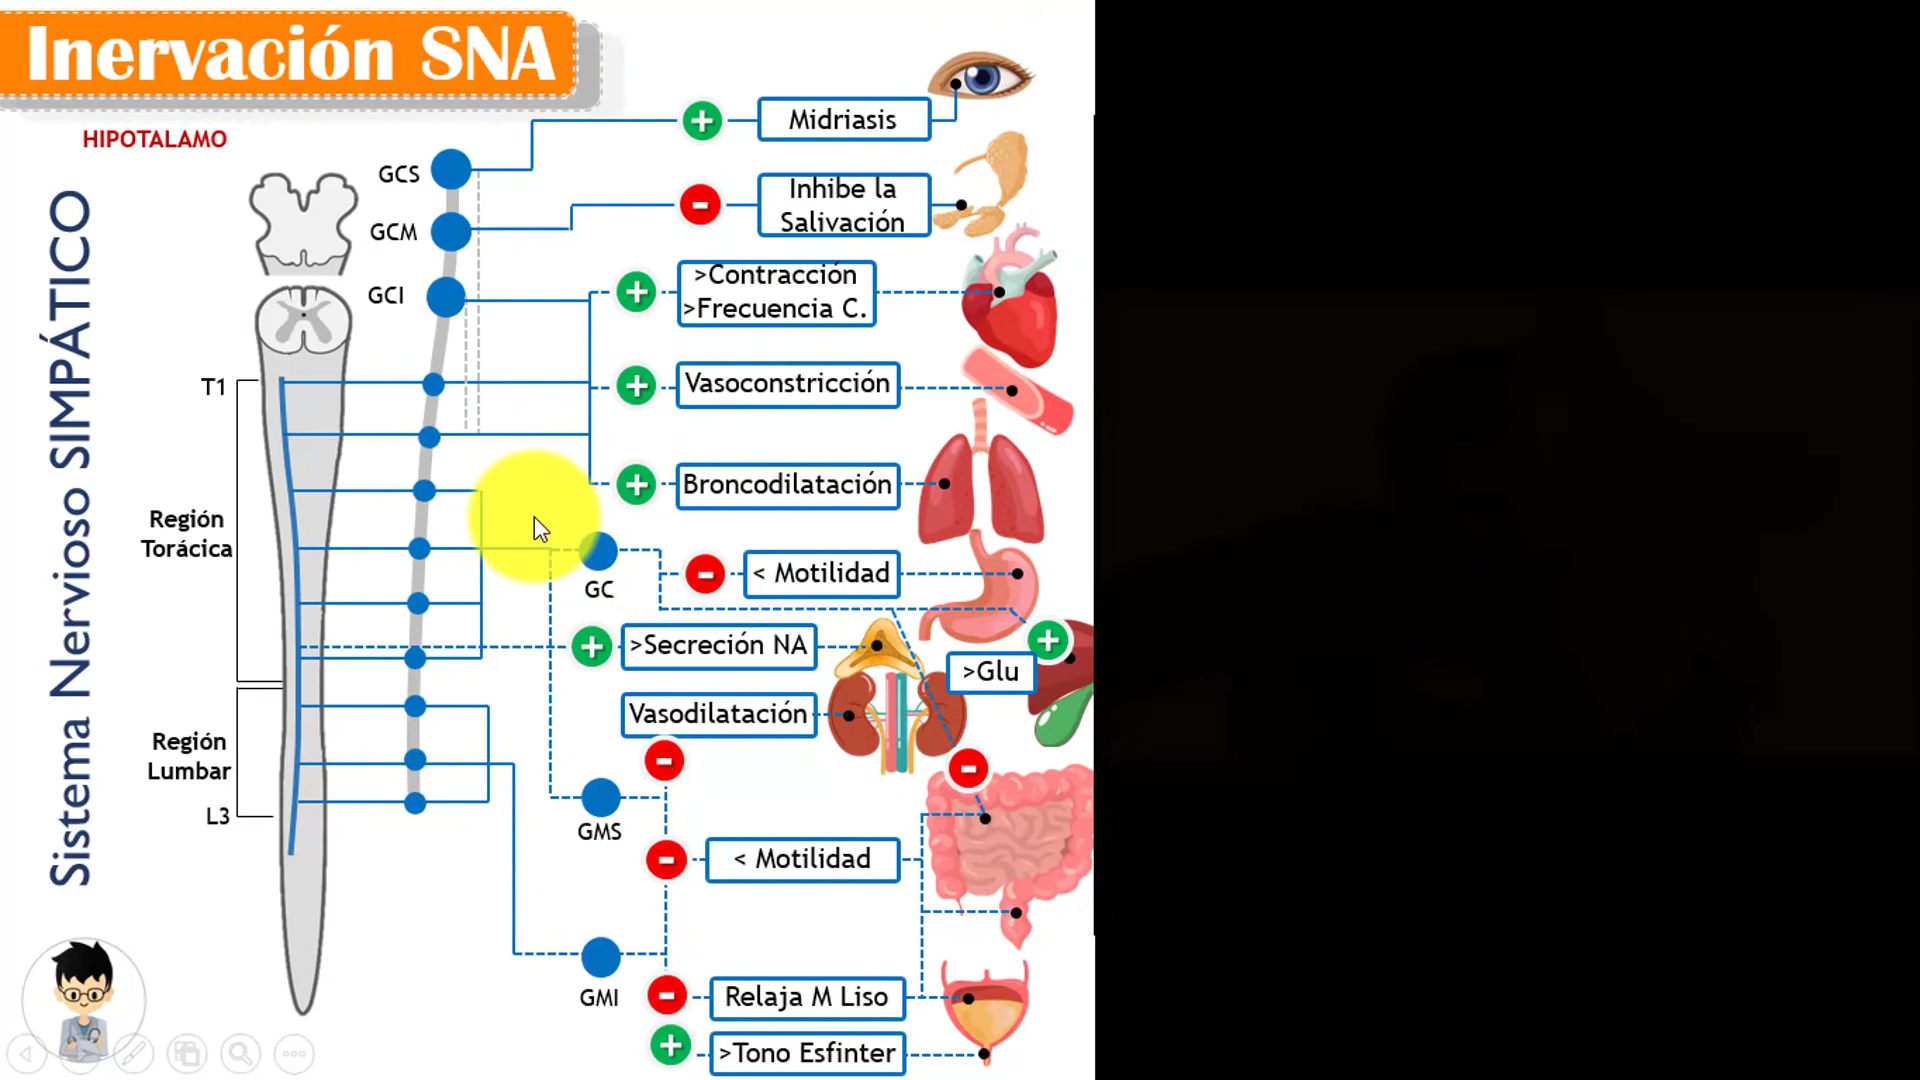 Inervación SNA
HIPOTALAMO
Sistema Nervioso SIMPÁTICO
GCS
GCM
GCI
T1
Región
Torácica
Región
Lumbar
L3
Midriasis
Inhibe la
Salivación
>Contracción
>Frecuencia C.
Vasoconstricción
Broncodilatación
GC
< Motilidad
>Secreción NA
>Glu
Vasodilatación
GMS
< Motilidad
GMI
Relaja M Liso
>Tono Esfinter